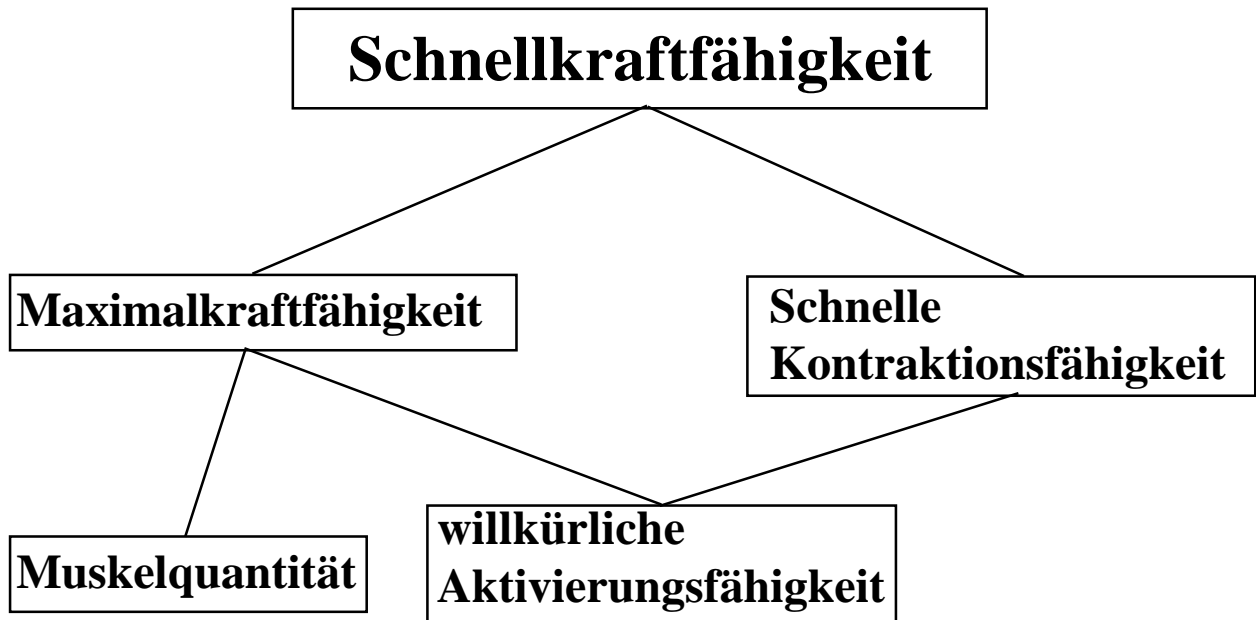 Schnellkraftfähigkeit
Maximalkraftfähigkeit
Schnelle
Kontraktionsfähigkeit
Muskelquantität
willkürliche
Aktivierungsfähigkeit